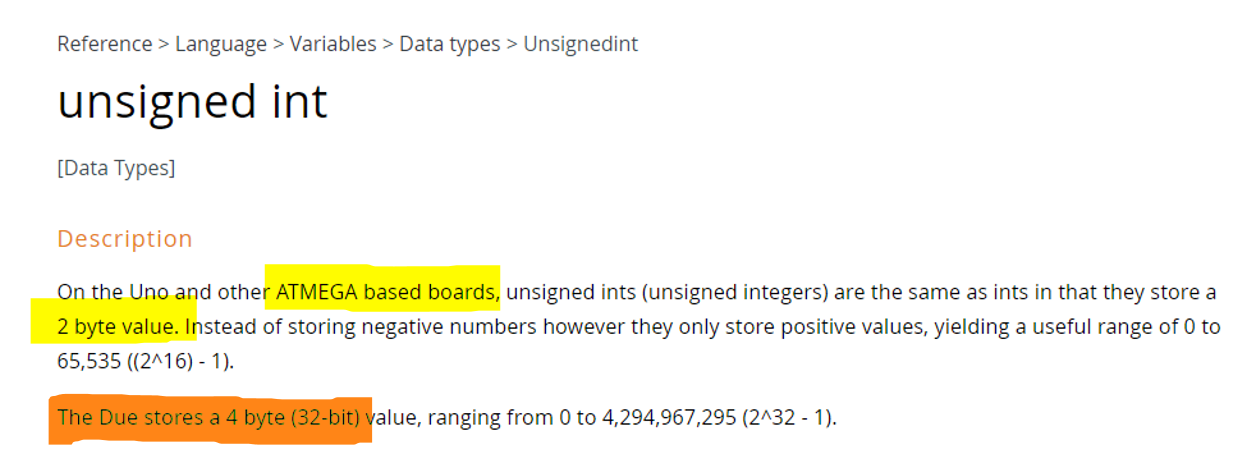 Reference > Language > Variables > Data types > Unsignedint
unsigned int
[Data Types]
Description
On the Uno and other ATMEGA based boards, unsigned ints (unsigned integers) are the same as ints in that they store a
2 byte value. Instead of storing negative numbers however they only store positive values, yielding a useful range of 0 to
65,535 ((2^16) - 1).
The Due stores a 4 byte (32-bit) value, ranging from 0 to 4,294,967,295 (2^32 - 1).